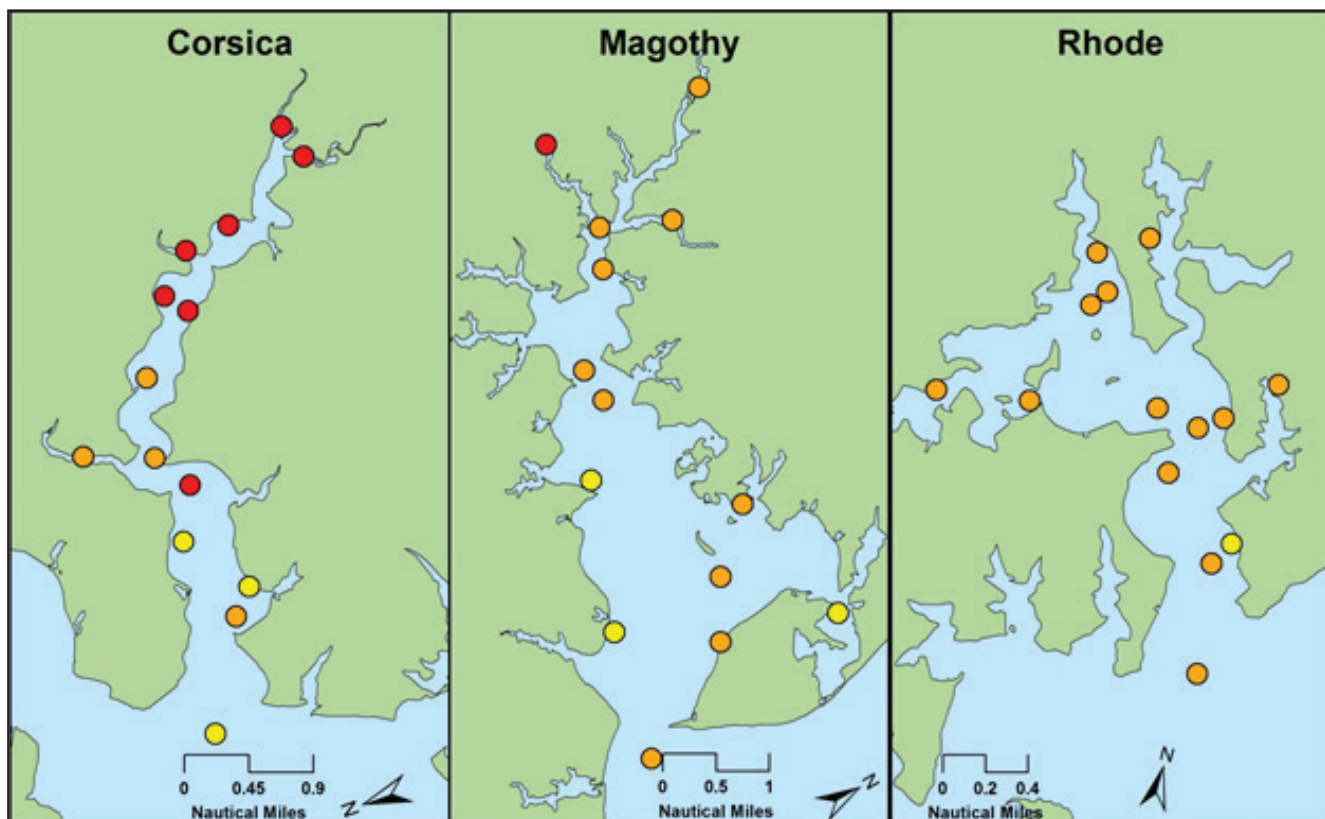 Corsica
Magothy
Rhode
0 0.45 0.9
Nautical Miles
N
0 0.5 1
Nautical Miles
N
0 0.2 0.4
Nautical Miles
N